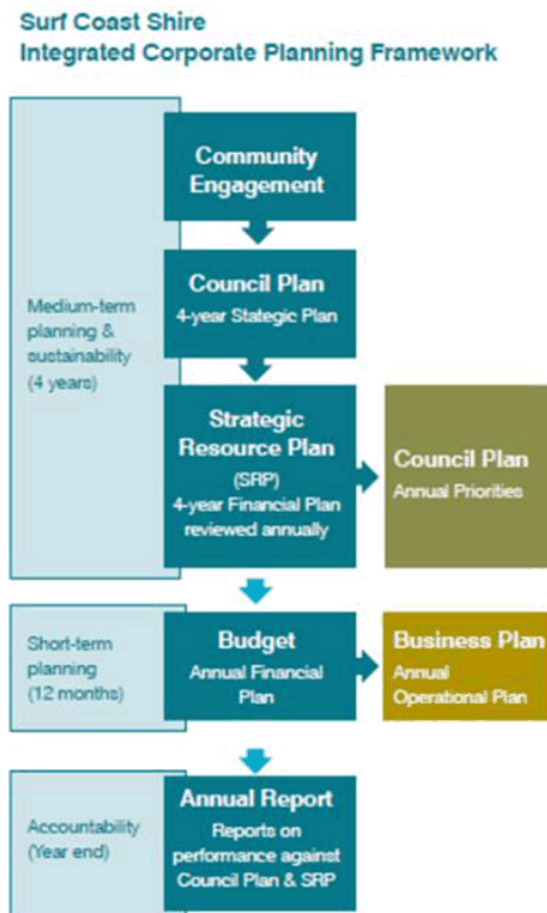 Surf Coast Shire
Integrated Corporate Planning Framework
Community
Engagement
Medium-term
planning &
sustainability
(4 years)
Council Plan
4-year Stategic Plan
Strategic
Resource Plan
(SRP)
4-year Financial Plan
reviewed annually
Council Plan
Annual Priorities
Short-term
planning
(12 months)
Budget
Annual Financial
Plan
Business Plan
Annual
Operational Plan
Accountability
(Year end)
Annual Report
Reports on
performance against
Council Plan & SRP